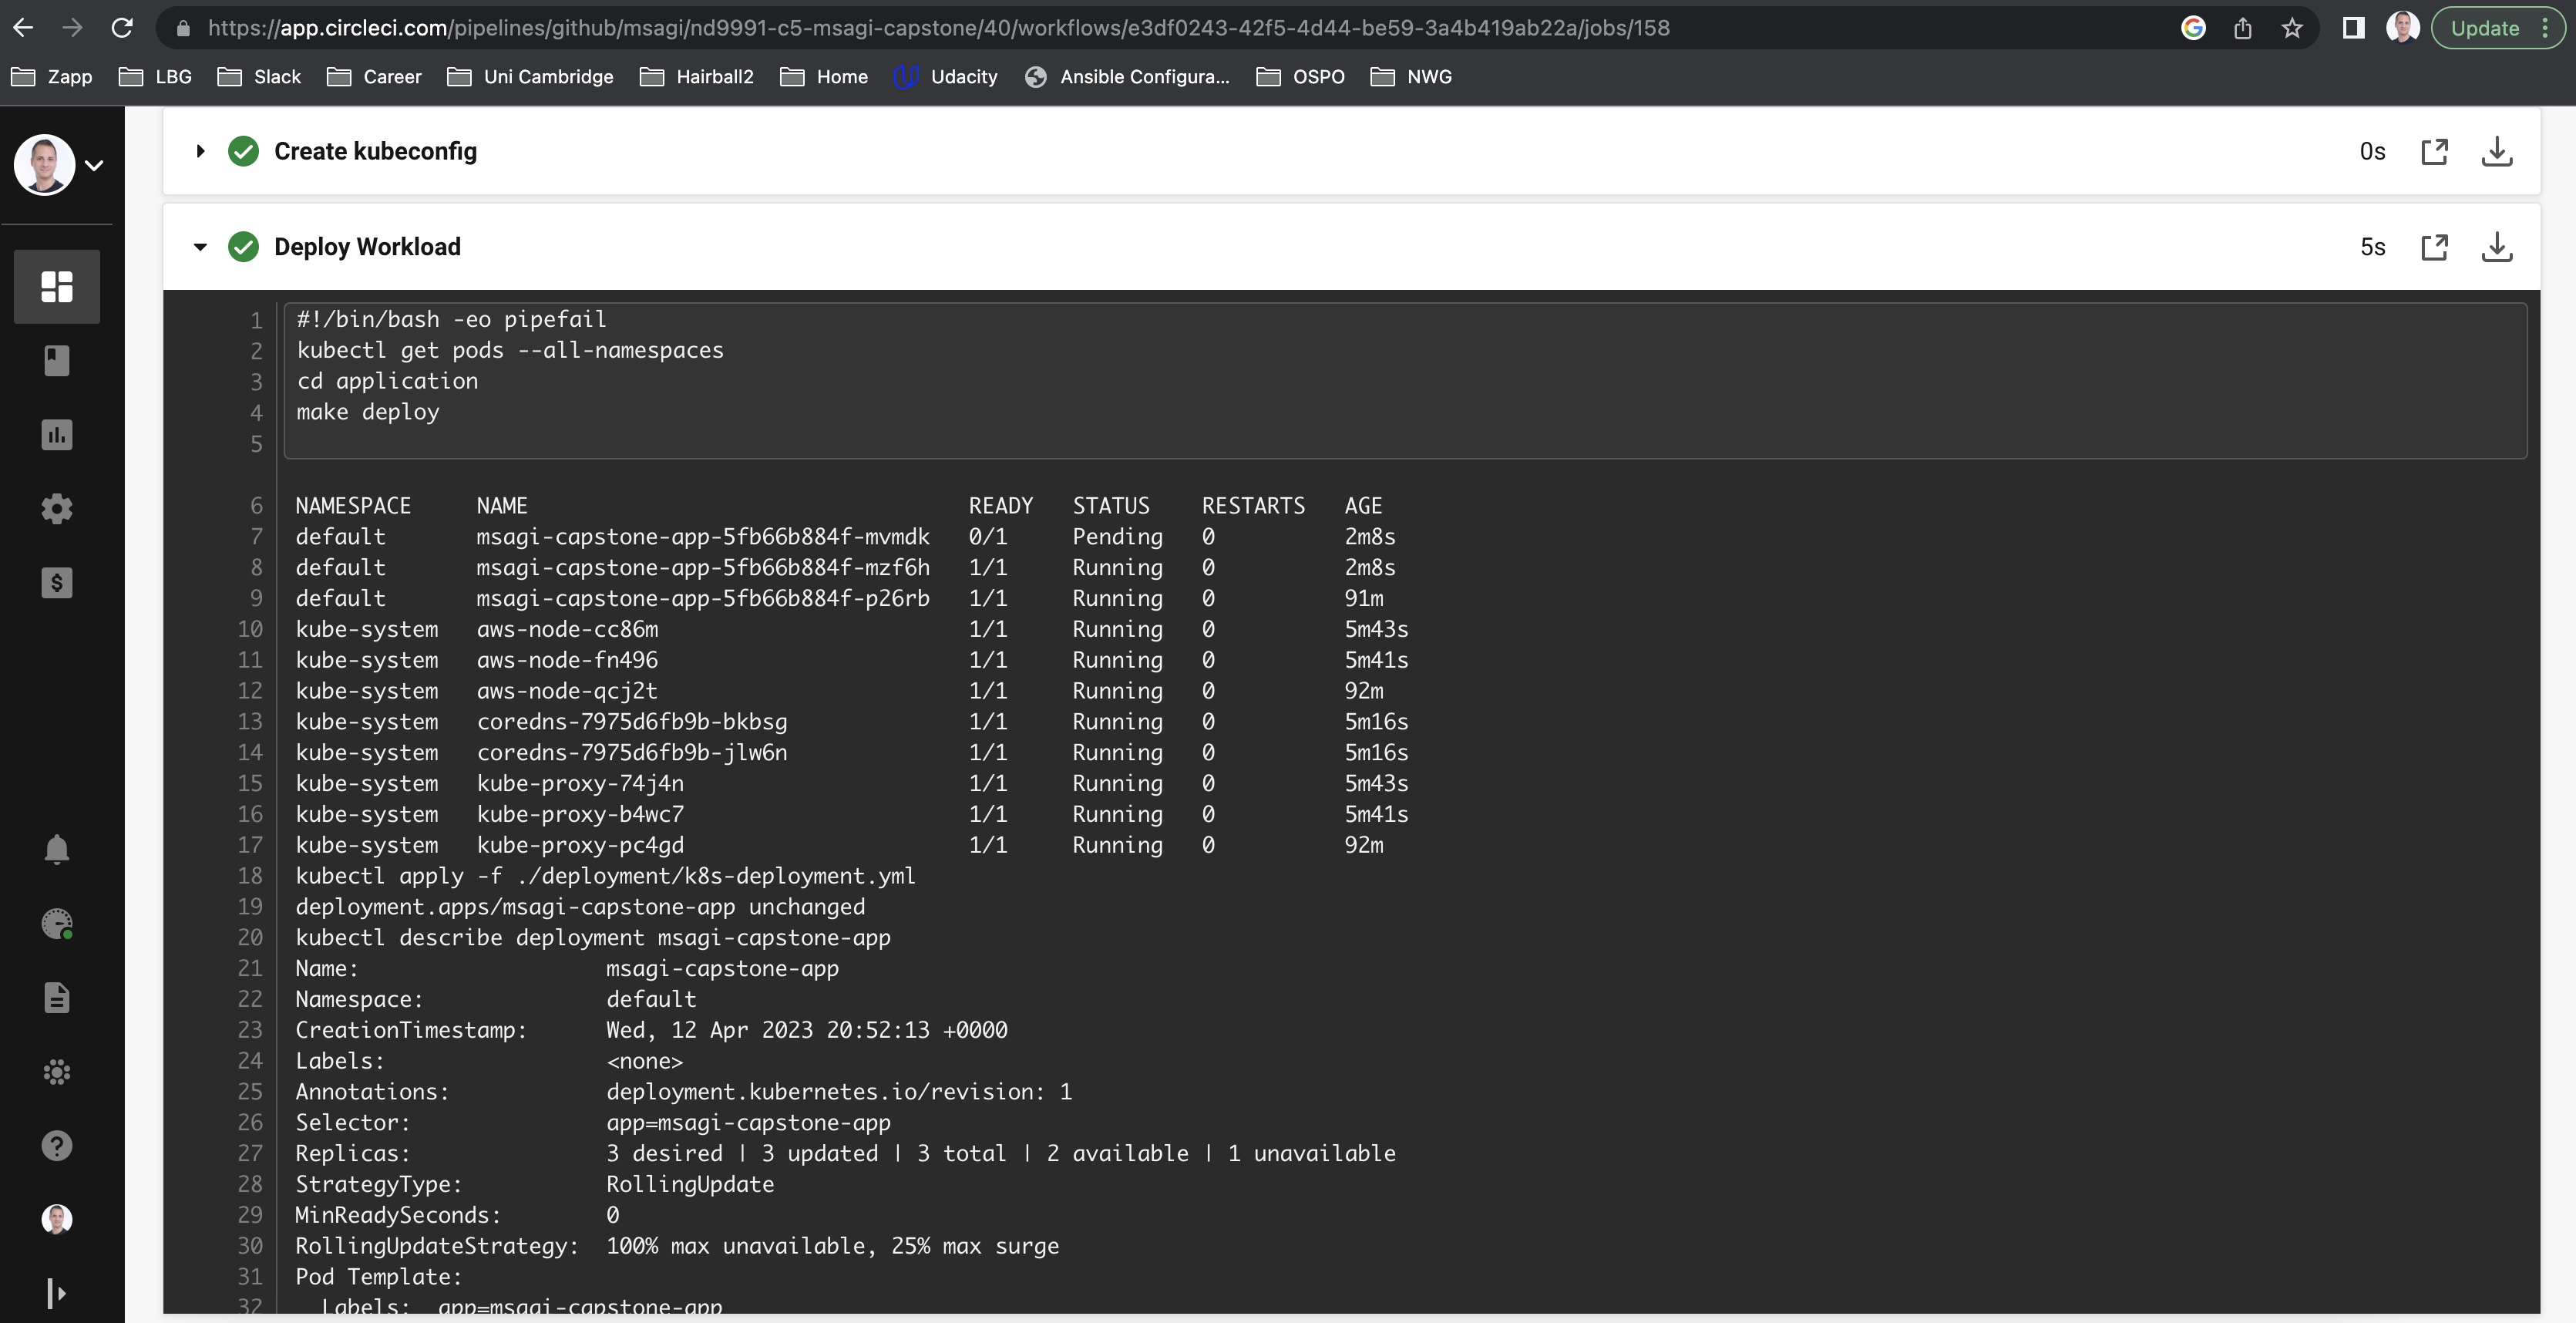 https://app.circleci.com/pipelines/github/msagi/nd9991-c5-msagi-capstone/40/workflows/e3df0243-42f5-4d44-be59-3a4b419ab22a/jobs/158
Update
Zapp LBG Slack Career Uni Cambridge Hairball2 Home Udacity Ansible Configura... OSPO NWG
Create kubeconfig 0s
Deploy Workload 5s
1 #!/bin/bash -eo pipefail
2 kubectl get pods --all-namespaces
3 cd application
4 make deploy
5
6 NAMESPACE NAME READY STATUS RESTARTS AGE
7 default msagi-capstone-app-5fb66b884f-mvmdk 0/1 Pending 0 2m8s
8 default msagi-capstone-app-5fb66b884f-mzf6h 1/1 Running 0 2m8s
9 default msagi-capstone-app-5fb66b884f-p26rb 1/1 Running 0 91m
10 kube-system aws-node-cc86m 1/1 Running 0 5m43s
11 kube-system aws-node-fn496 1/1 Running 0 5m41s
12 kube-system aws-node-qcj2t 1/1 Running 0 92m
13 kube-system coredns-7975d6fb9b-bkbsg 1/1 Running 0 5m16s
14 kube-system coredns-7975d6fb9b-jlw6n 1/1 Running 0 5m16s
15 kube-system kube-proxy-74j4n 1/1 Running 0 5m43s
16 kube-system kube-proxy-b4wc7 1/1 Running 0 5m41s
17 kube-system kube-proxy-pc4gd 1/1 Running 0 92m
18 kubectl apply -f ./deployment/k8s-deployment.yml
19 deployment.apps/msagi-capstone-app unchanged
20 kubectl describe deployment msagi-capstone-app
21 Name: msagi-capstone-app
22 Namespace: default
23 CreationTimestamp: Wed, 12 Apr 2023 20:52:13 +0000
24 Labels: <none>
25 Annotations: deployment.kubernetes.io/revision: 1
26 Selector: app=msagi-capstone-app
27 Replicas: 3 desired | 3 updated | 3 total | 2 available | 1 unavailable
28 StrategyType: RollingUpdate
29 MinReadySeconds: 0
30 RollingUpdateStrategy: 100% max unavailable, 25% max surge
31 Pod Template:
32 Labels: app=msagi-capstone-app